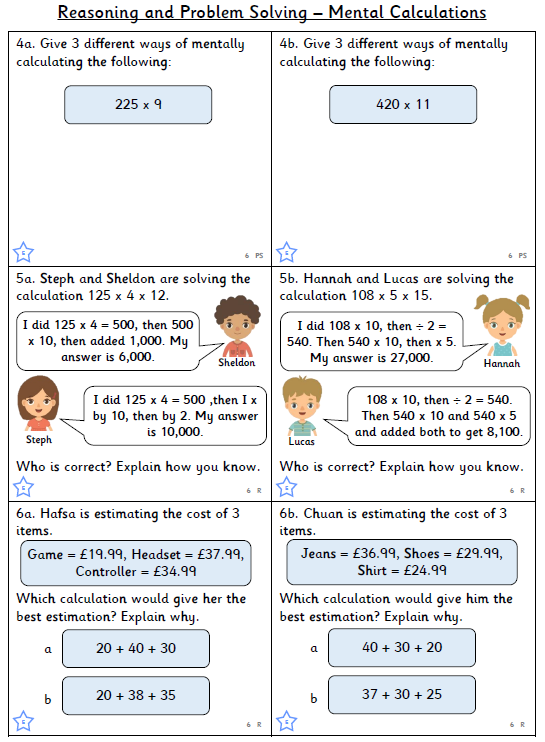 Reasoning and Problem Solving – Mental Calculations
4a. Give 3 different ways of mentally
calculating the following:
225 x 9
E
6 PS
4b. Give 3 different ways of mentally
calculating the following:
420 x 11
E
6 PS
5a. Steph and Sheldon are solving the
calculation 125 x 4 x 12.
I did 125 x 4 = 500, then 500
x 10, then added 1,000. My
answer is 6,000.
Sheldon
I did 125 x 4 = 500 ,then I x
by 10, then by 2. My answer
is 10,000.
Steph
Who is correct? Explain how you know.
E
6 R
5b. Hannah and Lucas are solving the
calculation 108 x 5 x 15.
I did 108 x 10, then ÷ 2 =
540. Then 540 x 10, then x 5.
My answer is 27,000.
Hannah
108 x 10, then ÷ 2 = 540.
Then 540 x 10 and 540 x 5
and added both to get 8,100.
Lucas
Who is correct? Explain how you know.
E
6 R
6a. Hafsa is estimating the cost of 3
items.
Game = £19.99, Headset = £37.99,
Controller = £34.99
Which calculation would give her the
best estimation? Explain why.
a 20 + 40 + 30
b 20 + 38 + 35
E
6 R
6b. Chuan is estimating the cost of 3
items.
Jeans = £36.99, Shoes = £29.99,
Shirt = £24.99
Which calculation would give him the
best estimation? Explain why.
a 40 + 30 + 20
b 37 + 30 + 25
E
6 R